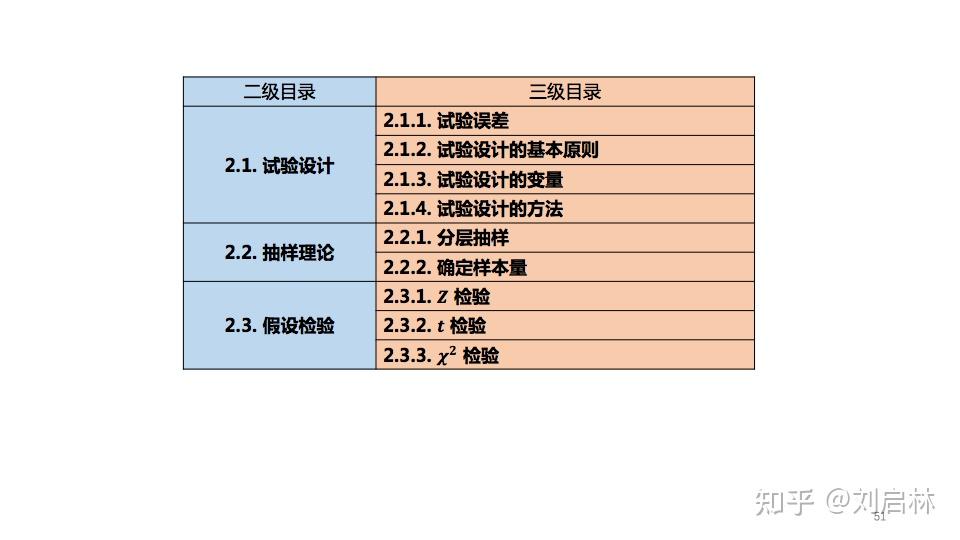 二级目录 三级目录
2.1. 试验设计
2.1.1. 试验误差
2.1.2. 试验设计的基本原则
2.1.3. 试验设计的变量
2.1.4. 试验设计的方法
2.2. 抽样理论
2.2.1. 分层抽样
2.2.2. 确定样本量
2.3. 假设检验
2.3.1. Z 检验
2.3.2. t 检验
2.3.3. χ² 检验
知乎 @刘启林
51